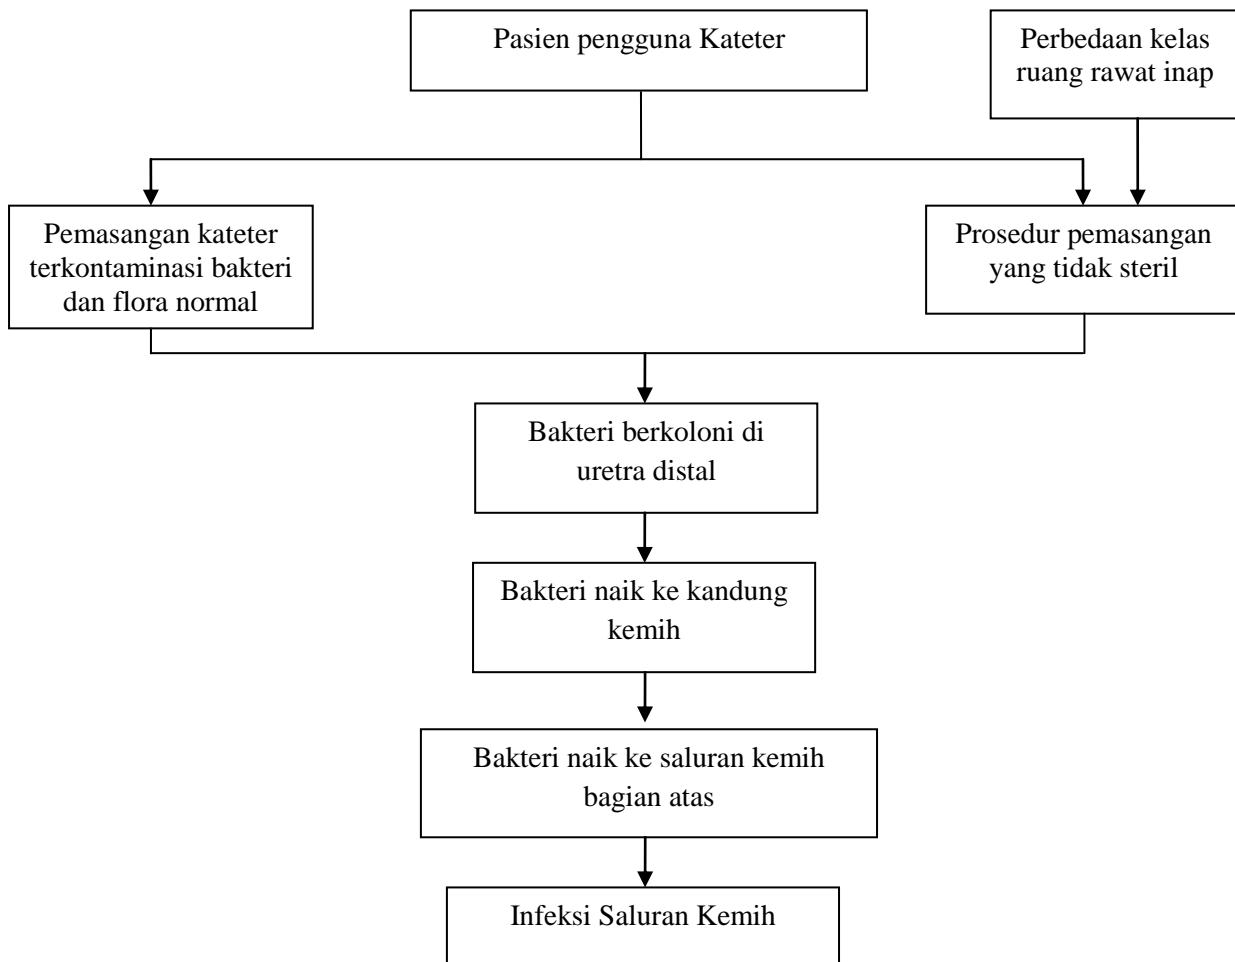 Pasien pengguna Kateter
Perbedaan kelas
ruang rawat inap
Pemasangan kateter
terkontaminasi bakteri
dan flora normal
Prosedur pemasangan
yang tidak steril
Bakteri berkoloni di
uretra distal
Bakteri naik ke kandung
kemih
Bakteri naik ke saluran kemih
bagian atas
Infeksi Saluran Kemih